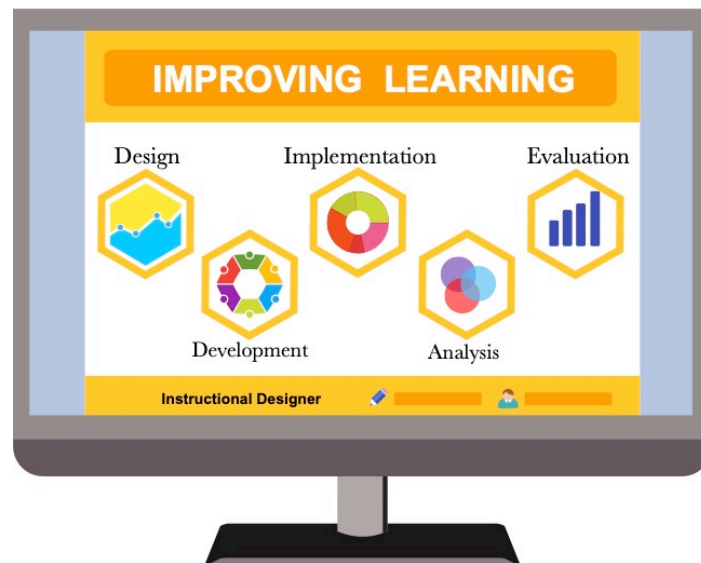 IMPROVING LEARNING
Design
Implementation
Evaluation
Development
Analysis
Instructional Designer